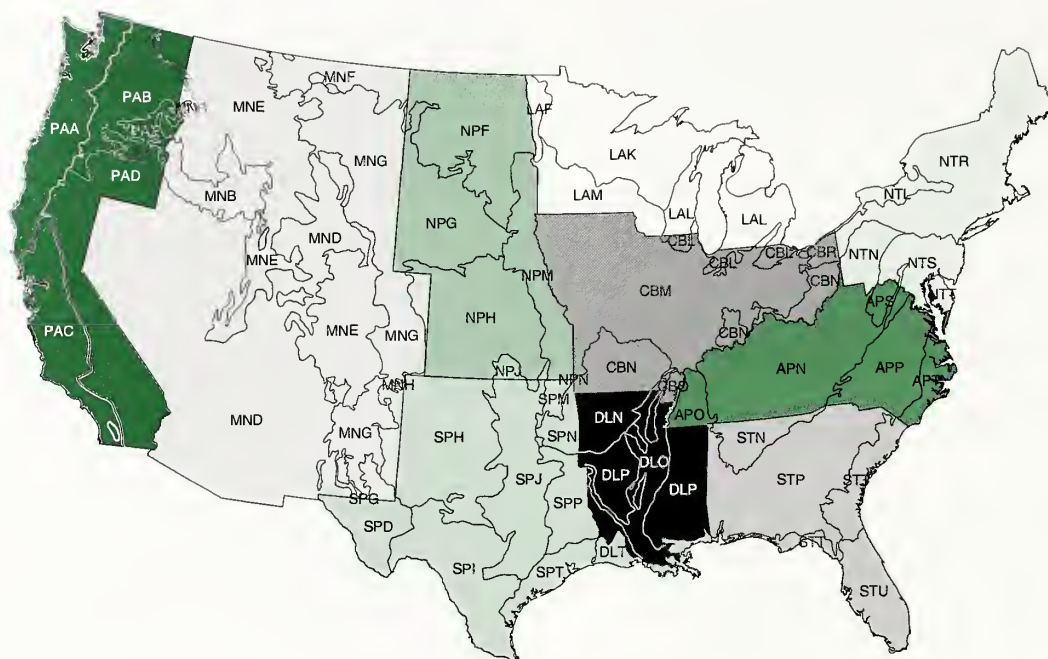 PAA
PAB
PAD
PAC
MNE
MNF
MNG
MNB
MND
MNE
MNE
MNG
MNH
MNG
MND
NPF
NPG
NPH
NPM
NPJ
NPN
LAF
LAK
LAM
LAL
LAL
CBL
CBM
CBR
CBN
CBN
CBN
CBO
NTR
NTL
NTN
NTS
NTT
APS
APN
APP
APT
APO
DLN
DLO
DLP
DLP
DLT
SPM
SPN
SPH
SPJ
SPP
SPG
SPD
SPI
SPT
STN
STP
STU